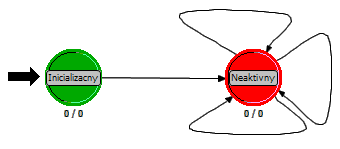 Inicializacny
Neaktivny
0 / 0
0 / 0